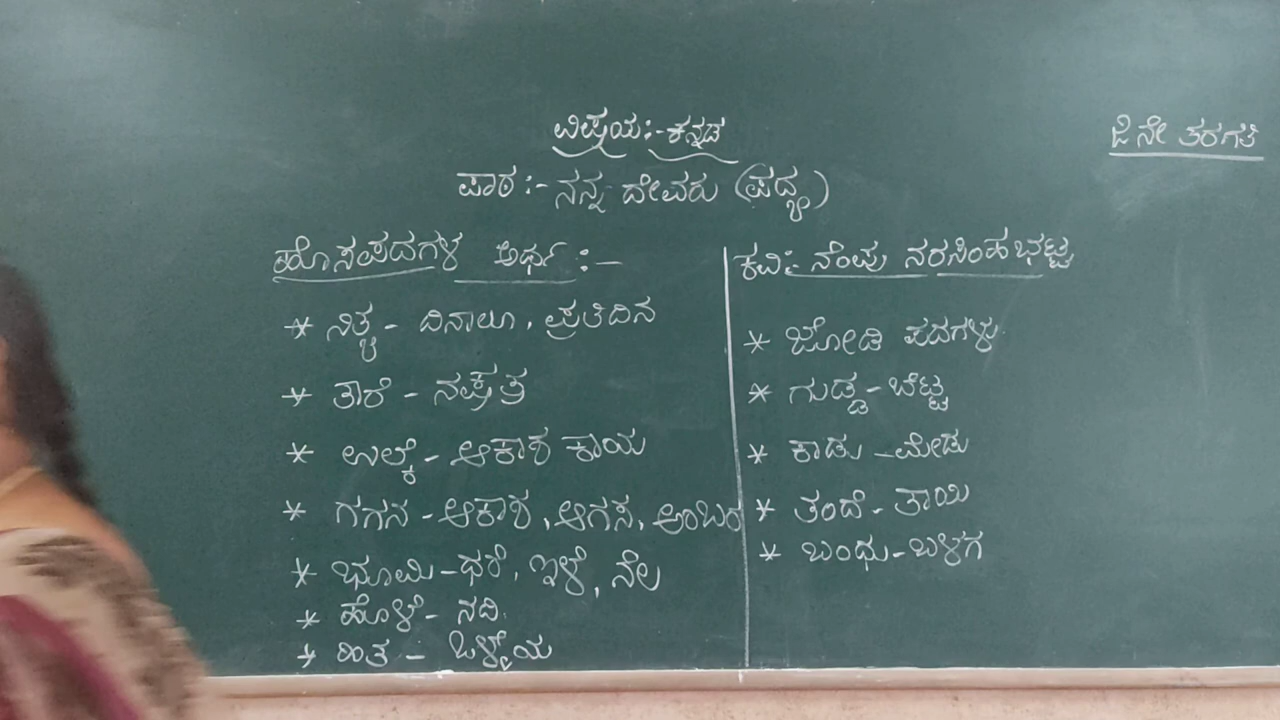 ವಿಷಯ:-ಕನ್ನಡ
ನೇ ತರಗತಿ
ಪಾಠ:- ನನ್ನ ದೇವರು (ಪದ್ಯ)
ಹೊಸಪದಗಳ ಅರ್ಥ :-
* ನಿತ್ಯ - ದಿನಾಲೂ, ಪ್ರತಿದಿನ
* ತಾರೆ - ನಕ್ಷತ್ರ
* ಉಲ್ಕೆ - ಆಕಾಶ ಕಾಯ
* ಗಗನ - ಆಕಾಶ, ಆಗಸ, ಅಂಬರ
* ಭೂಮಿ - ಧರೆ, ಇಳೆ, ನೆಲ
* ಹೊಳೆ - ನದಿ.
* ಹಿತ - ಒಳ್ಳೆಯ
ಕವಿ:- ನೆಂಪು ನರಸಿಂಹಭಟ್ಟ
* ಜೋಡಿ ಪದಗಳು.
* ಗುಡ್ಡ - ಬೆಟ್ಟ
* ಕಾಡು - ಮೇಡು
* ತಂದೆ - ತಾಯಿ
* ಬಂಧು - ಬಳಗ